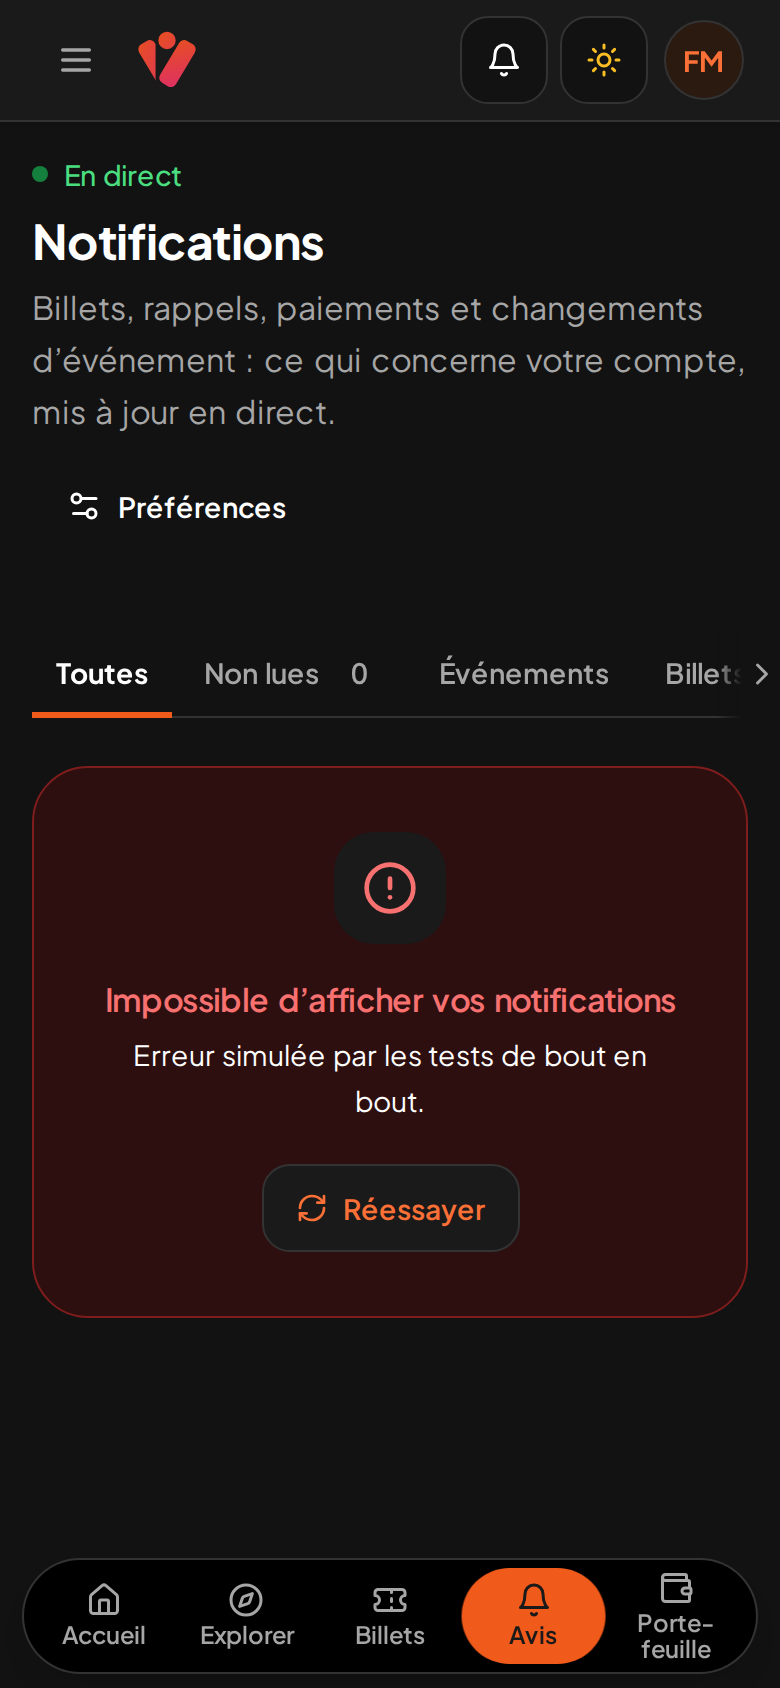 FM
En direct
Notifications
Billets, rappels, paiements et changements
d’événement : ce qui concerne votre compte,
mis à jour en direct.
Préférences
Toutes Non lues 0 Événements Billets
Impossible d’afficher vos notifications
Erreur simulée par les tests de bout en
bout.
Réessayer
Accueil Explorer Billets Avis Porte-
feuille